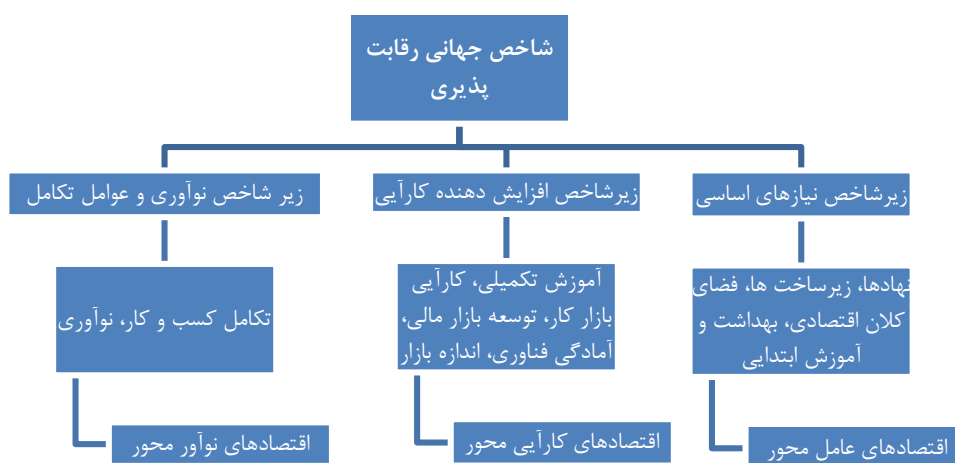 شاخص جهانی رقابت
پذیری
زیرشاخص نیازهای اساسی
زیرشاخص افزایش دهنده کارآیی
زیر شاخص نوآوری و عوامل تکامل
نهادها، زیرساخت ها، فضای
کلان اقتصادی، بهداشت و
آموزش ابتدایی
آموزش تکمیلی، کارآیی
بازار کار، توسعه بازار مالی،
آمادگی فناوری، اندازه بازار
تکامل کسب و کار، نوآوری
اقتصادهای عامل محور
اقتصادهای کارآیی محور
اقتصادهای نوآور محور